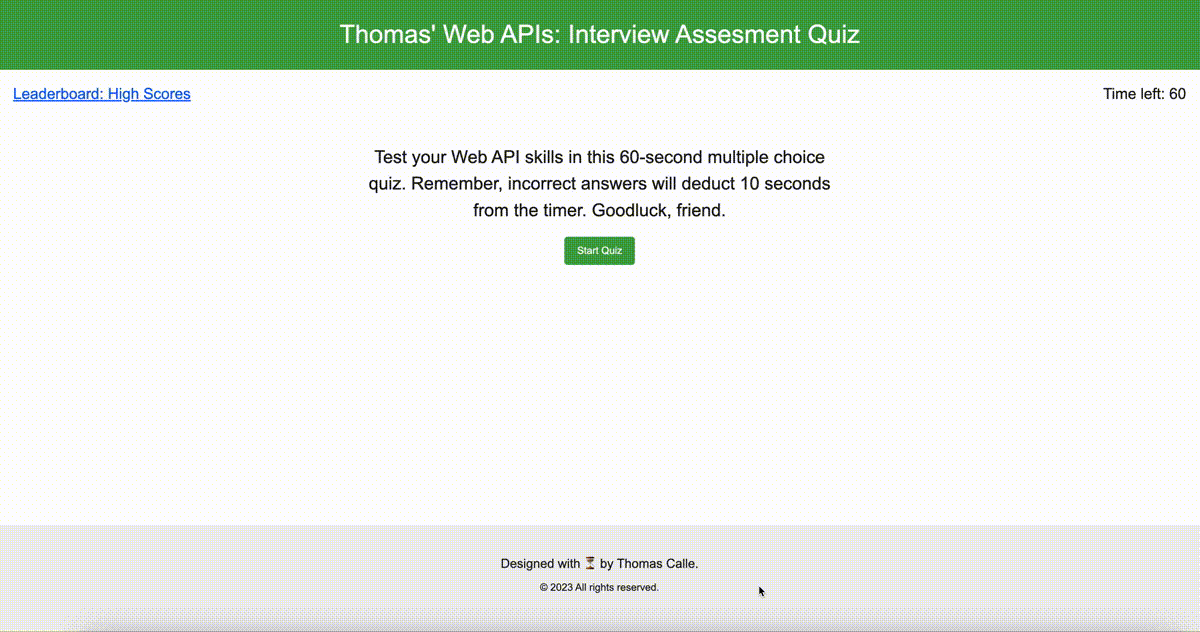 Thomas' Web APIs: Interview Assesment Quiz
Leaderboard: High Scores
Time left: 60
Test your Web API skills in this 60-second multiple choice
quiz. Remember, incorrect answers will deduct 10 seconds
from the timer. Goodluck, friend.
Start Quiz
Designed with ⏳ by Thomas Calle.
© 2023 All rights reserved.